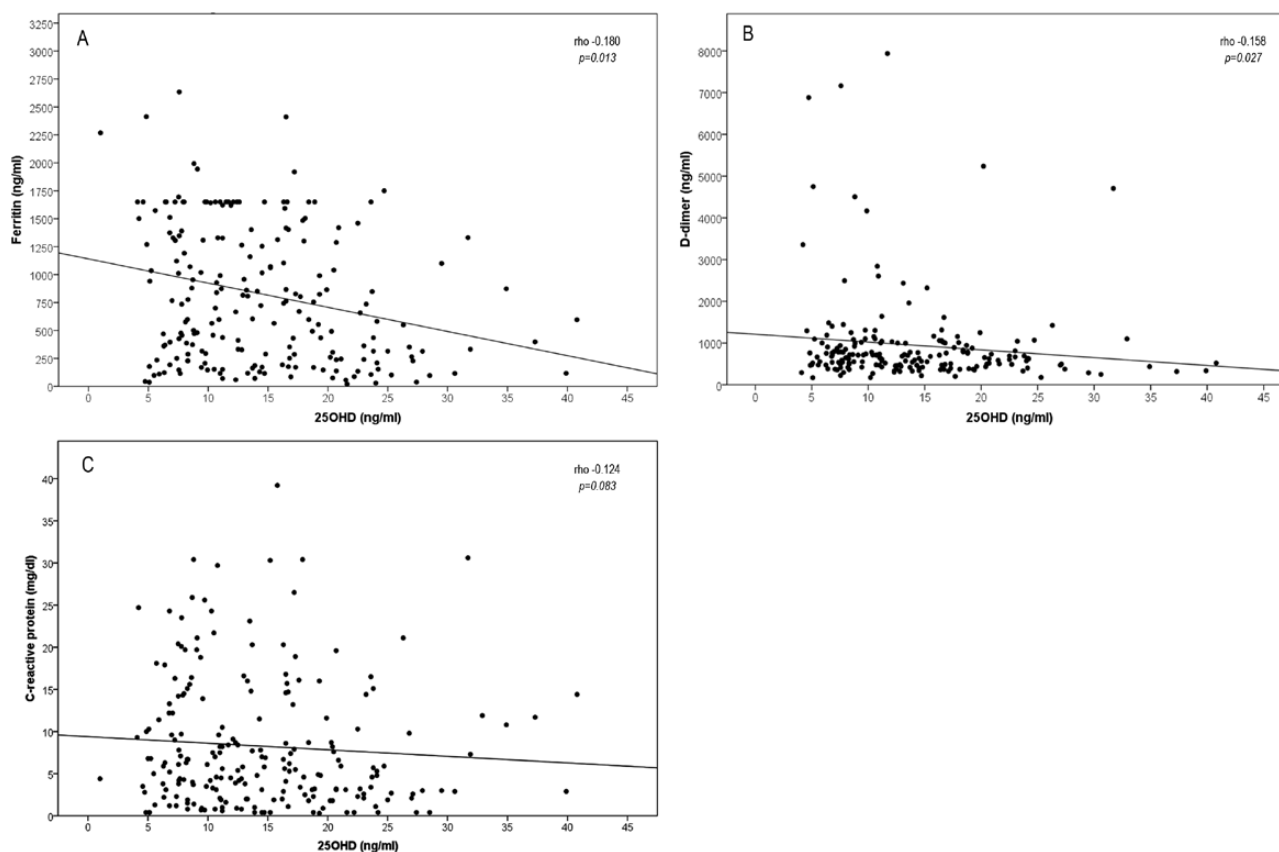 A
rho -0.180
p=0.013
3250
3000
2750
2500
2250
2000
1750
1500
1250
1000
750
500
250
0
Ferritin (ng/ml)
0 5 10 15 20 25 30 35 40 45
25OHD (ng/ml)
B
rho -0.158
p=0.027
8000
7000
6000
5000
4000
3000
2000
1000
0
D-dimer (ng/ml)
0 5 10 15 20 25 30 35 40 45
25OHD (ng/ml)
C
rho -0.124
p=0.083
40
35
30
25
20
15
10
5
0
C-reactive protein (mg/dl)
0 5 10 15 20 25 30 35 40 45
25OHD (ng/ml)